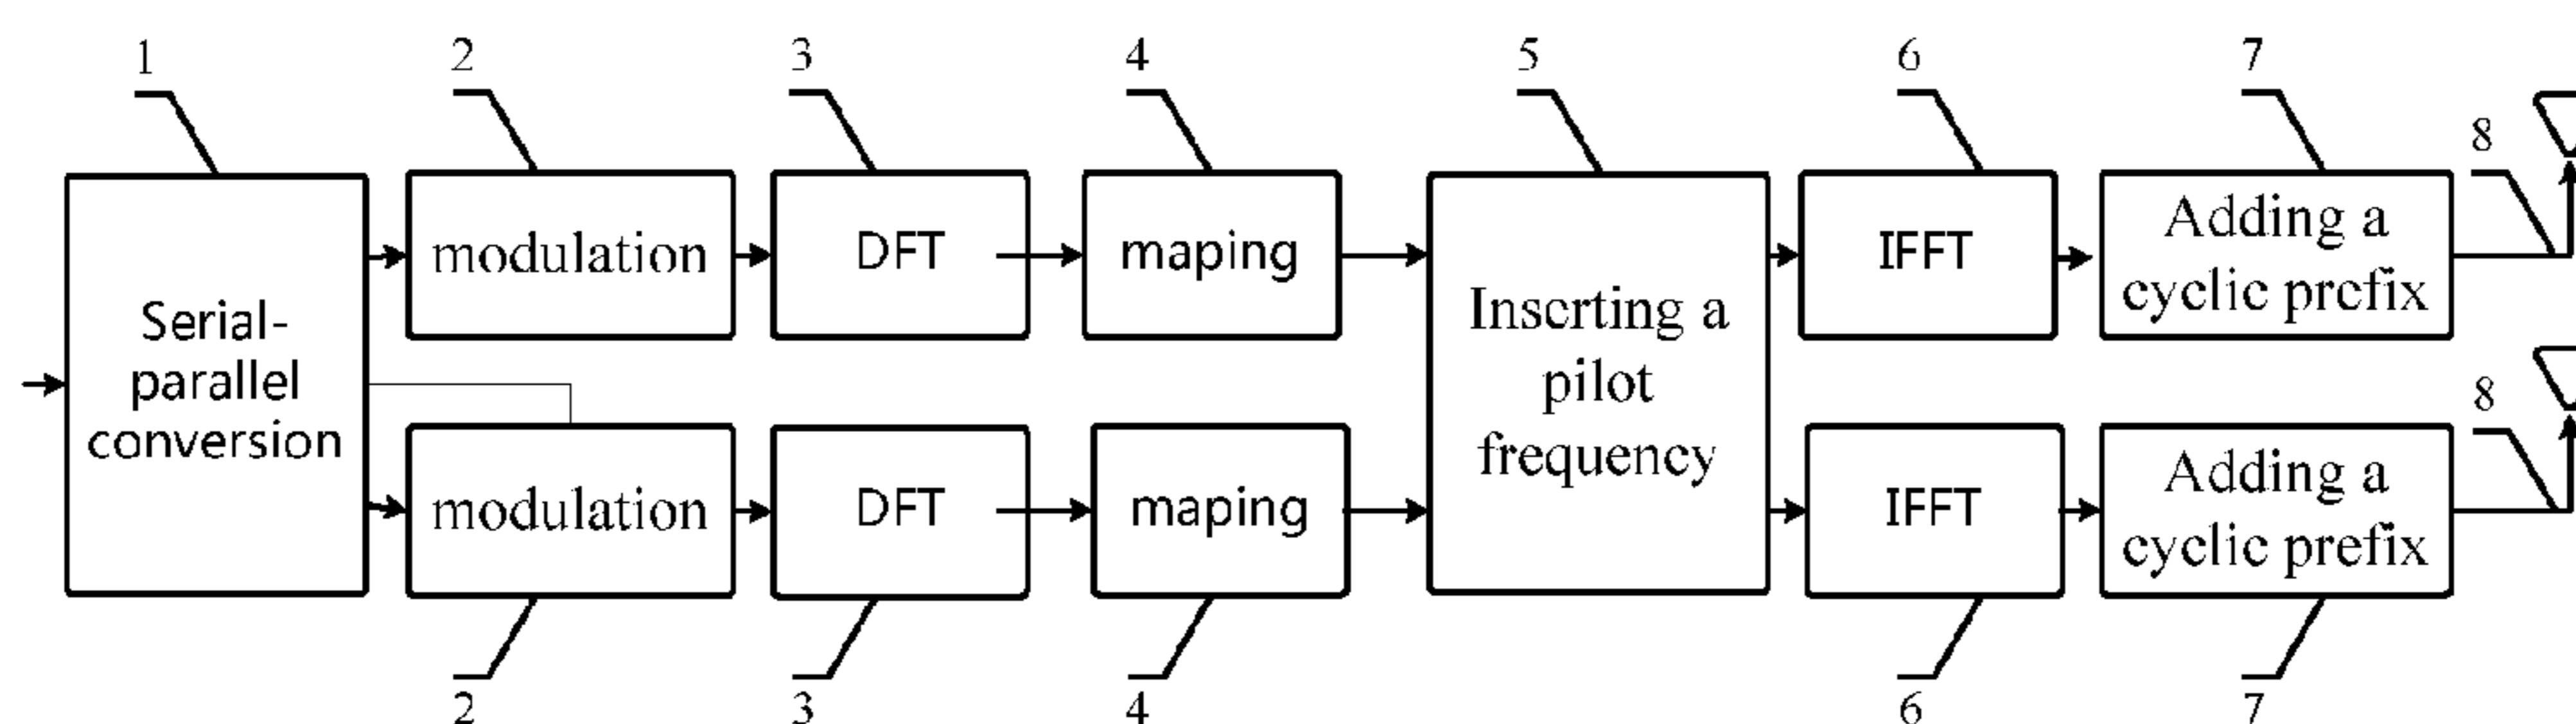 1 2 3 4 5 6 7
8
Serial-
parallel
conversion
modulation
DFT
maping
Inserting a
pilot
frequency
IFFT
Adding a
cyclic prefix
8
modulation
DFT
maping
IFFT
Adding a
cyclic prefix
2 3 4 6 7